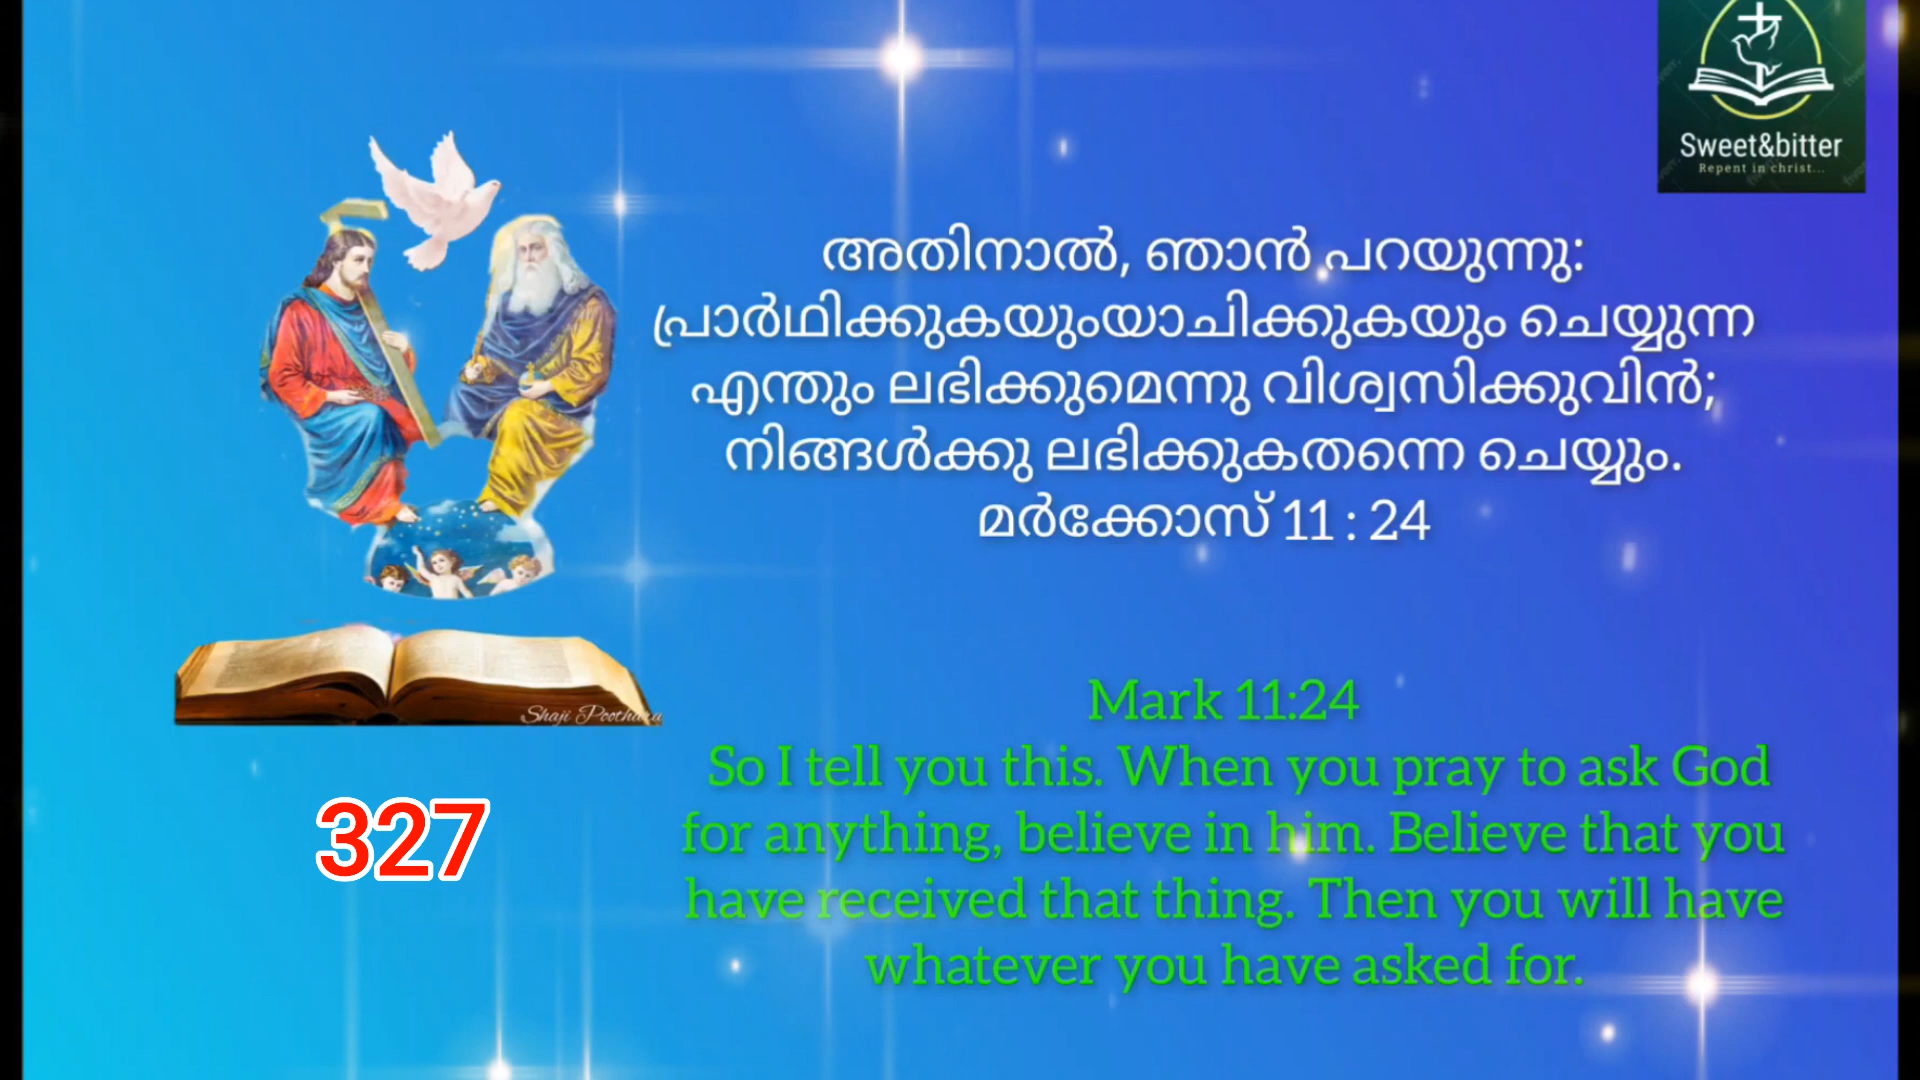 Sweet&bitter
Repent in christ...
അതിനാൽ, ഞാൻ പറയുന്നു:
പ്രാർഥിക്കുകയുംയാചിക്കുകയും ചെയ്യുന്ന
എന്തും ലഭിക്കുമെന്നു വിശ്വസിക്കുവിൻ;
നിങ്ങൾക്കു ലഭിക്കുകതന്നെ ചെയ്യും.
മർക്കോസ് 11 : 24
Mark 11:24
So I tell you this. When you pray to ask God
for anything, believe in him. Believe that you
have received that thing. Then you will have
whatever you have asked for.
Shaji
327